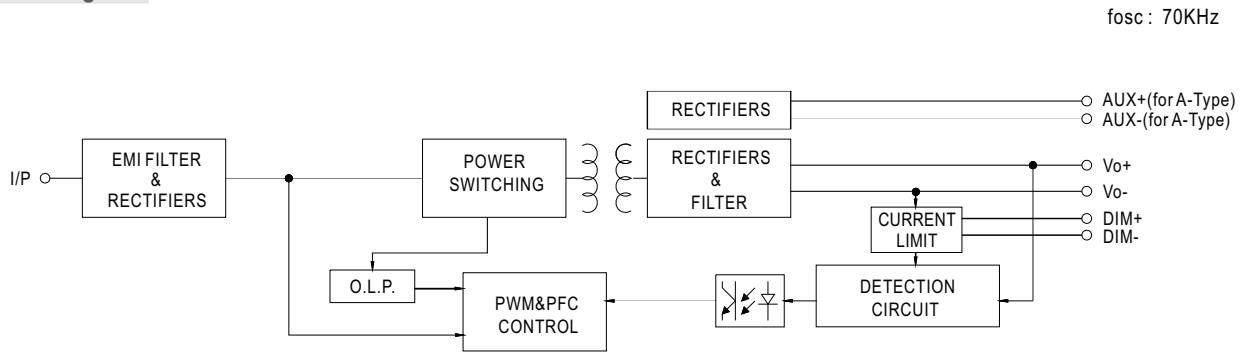 fosc : 70KHz
RECTIFIERS
AUX+(for A-Type)
AUX-(for A-Type)
I/P
EMI FILTER
&
RECTIFIERS
POWER
SWITCHING
RECTIFIERS
&
FILTER
Vo+
Vo-
CURRENT
LIMIT
DIM+
DIM-
O.L.P.
PWM&PFC
CONTROL
DETECTION
CIRCUIT